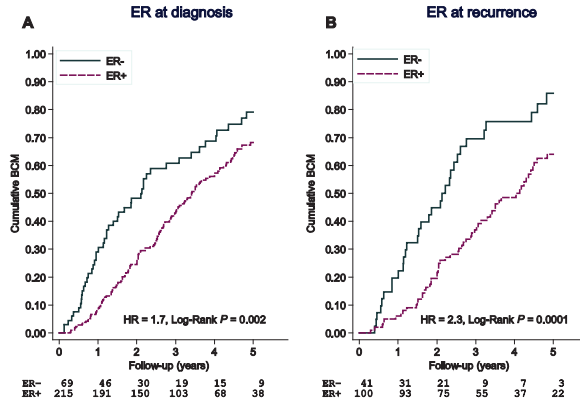 A
ER at diagnosis
ER-
ER+
Cumulative BCM
1.00
0.90
0.80
0.70
0.60
0.50
0.40
0.30
0.20
0.10
0.00
HR = 1.7, Log-Rank P = 0.002
0 1 2 3 4 5
Follow-up (years)
ER- 69 46 30 19 15 9
ER+ 215 191 150 103 68 38
B
ER at recurrence
ER-
ER+
Cumulative BCM
1.00
0.90
0.80
0.70
0.60
0.50
0.40
0.30
0.20
0.10
0.00
HR = 2.3, Log-Rank P = 0.0001
0 1 2 3 4 5
Follow-up (years)
ER- 41 31 21 9 7 3
ER+ 100 93 75 55 37 22